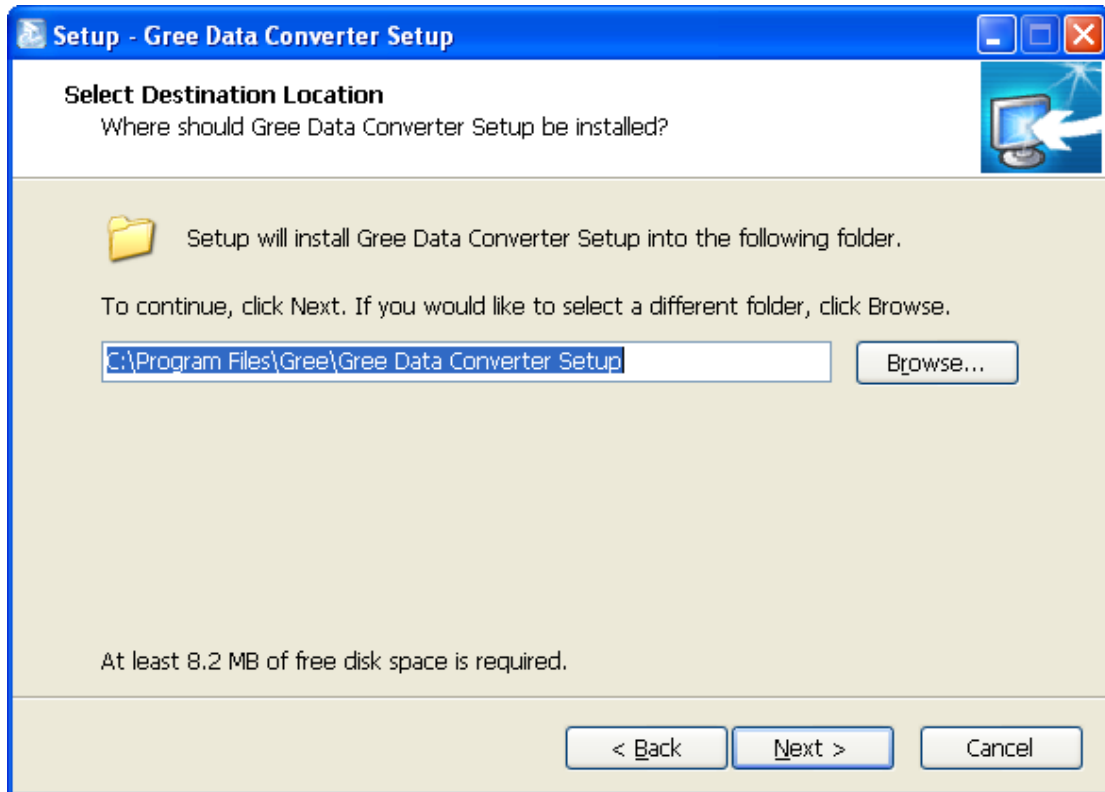 Setup - Gree Data Converter Setup
Select Destination Location
Where should Gree Data Converter Setup be installed?
Setup will install Gree Data Converter Setup into the following folder.
To continue, click Next. If you would like to select a different folder, click Browse.
C:\Program Files\Gree\Gree Data Converter Setup
Browse...
At least 8.2 MB of free disk space is required.
< Back Next > Cancel